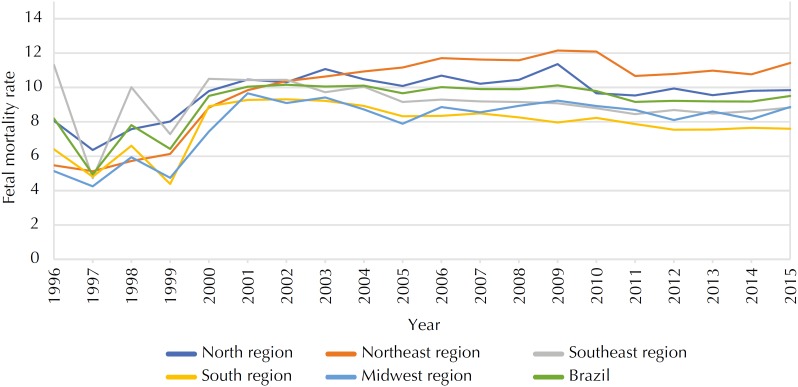 Fetal mortality rate
14
12
10
8
6
4
2
0
1996 1997 1998 1999 2000 2001 2002 2003 2004 2005 2006 2007 2008 2009 2010 2011 2012 2013 2014 2015
Year
North region Northeast region Southeast region
South region Midwest region Brazil